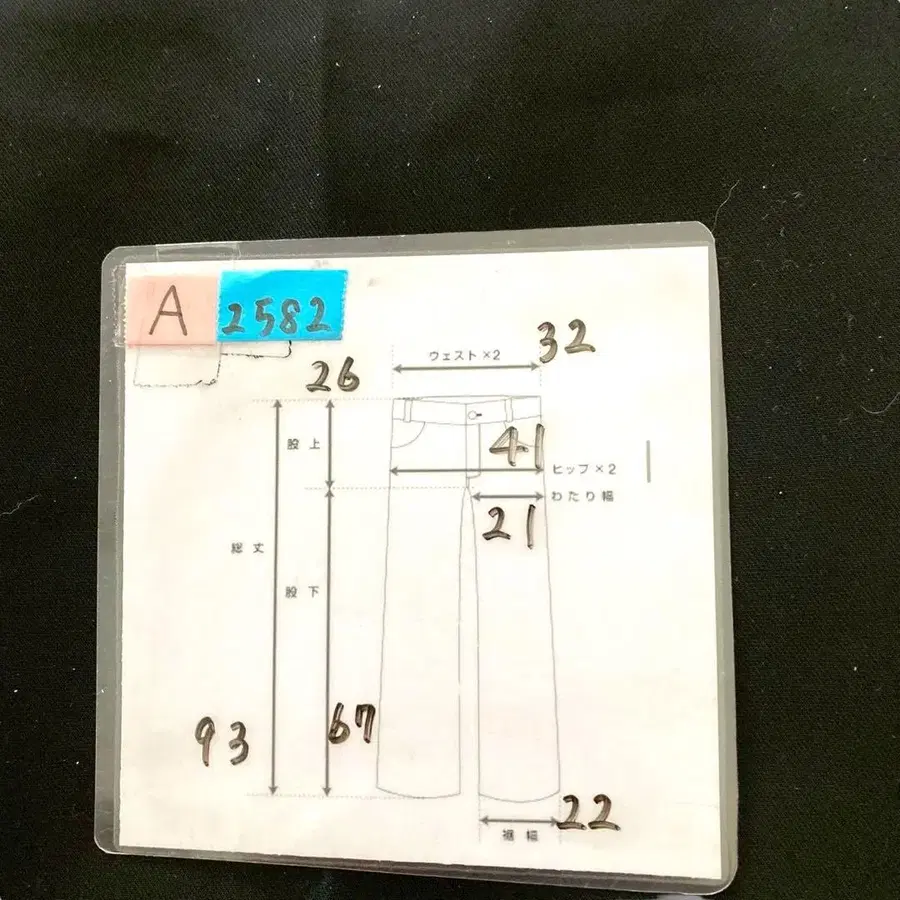 A 2582
32
ウェスト×2
26
股上
41
ヒップ×2
わたり幅
21
総丈
股下
93
67
22
裾幅